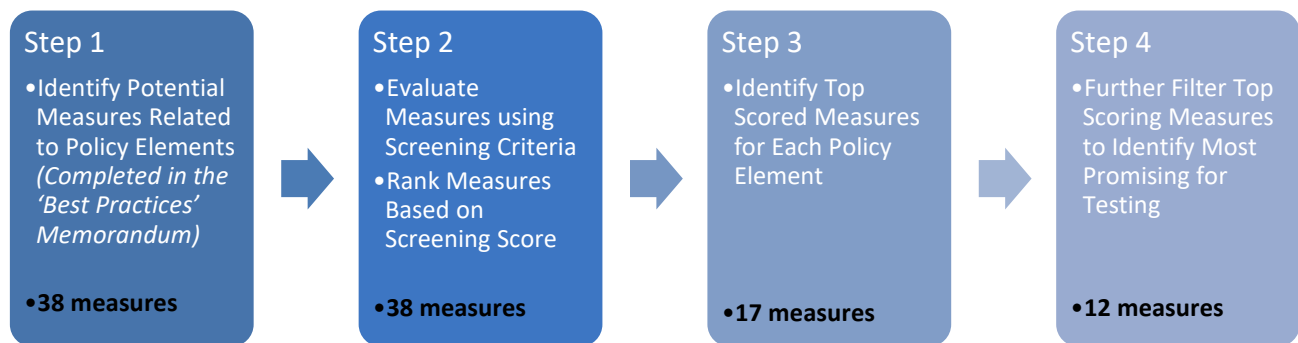 Step 1
•Identify Potential
Measures Related
to Policy Elements
(Completed in the
‘Best Practices’
Memorandum)
•38 measures
Step 2
•Evaluate
Measures using
Screening Criteria
•Rank Measures
Based on
Screening Score
•38 measures
Step 3
•Identify Top
Scored Measures
for Each Policy
Element
•17 measures
Step 4
•Further Filter Top
Scoring Measures
to Identify Most
Promising for
Testing
•12 measures